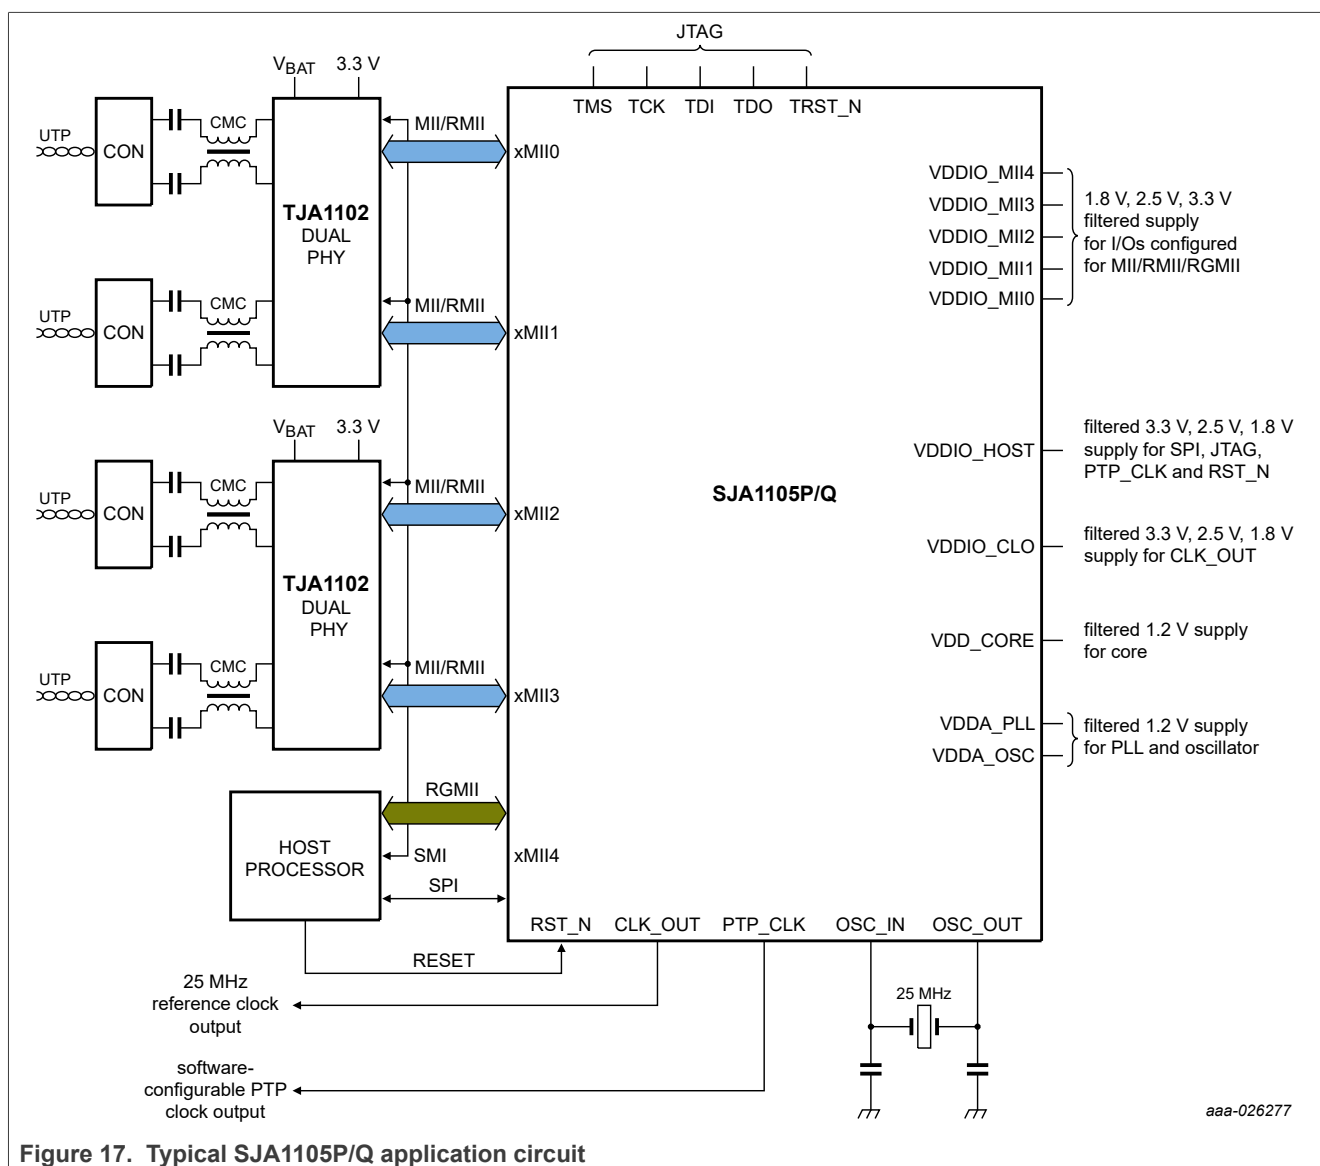 JTAG
VBAT 3.3 V
TMS TCK TDI TDO TRST_N
UTP CON CMC MII/RMII xMII0
TJA1102
DUAL
PHY
UTP CON CMC MII/RMII xMII1
VDDIO_MII4
VDDIO_MII3
VDDIO_MII2
VDDIO_MII1
VDDIO_MII0
1.8 V, 2.5 V, 3.3 V
filtered supply
for I/Os configured
for MII/RMII/RGMII
VBAT 3.3 V
UTP CON CMC MII/RMII xMII2
TJA1102
DUAL
PHY
UTP CON CMC MII/RMII xMII3
SJA1105P/Q
VDDIO_HOST
filtered 3.3 V, 2.5 V, 1.8 V
supply for SPI, JTAG,
PTP_CLK and RST_N
VDDIO_CLO
filtered 3.3 V, 2.5 V, 1.8 V
supply for CLK_OUT
VDD_CORE
filtered 1.2 V supply
for core
VDDA_PLL
VDDA_OSC
filtered 1.2 V supply
for PLL and oscillator
HOST
PROCESSOR
RGMII
SMI
xMII4
SPI
RST_N CLK_OUT PTP_CLK OSC_IN OSC_OUT
RESET
25 MHz
reference clock
output
25 MHz
software-
configurable PTP
clock output
aaa-026277
Figure 17. Typical SJA1105P/Q application circuit